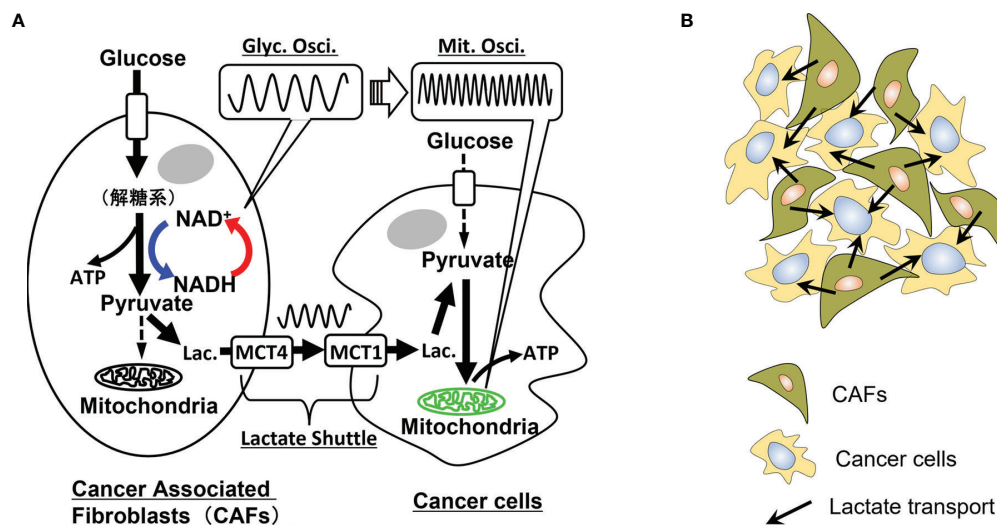 A
Glyc. Osci.
Mit. Osci.
Glucose
(解糖系)
NAD+
NADH
ATP
Pyruvate
Lac.
MCT4
MCT1
Lac.
Mitochondria
Lactate Shuttle
Glucose
Pyruvate
ATP
Mitochondria
Cancer Associated
Fibroblasts（CAFs）
Cancer cells
B
CAFs
Cancer cells
Lactate transport